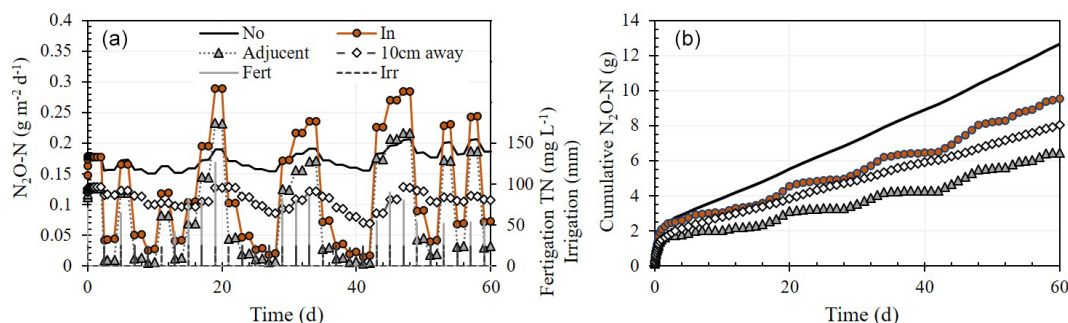 (a)
No
In
Adjucent
10cm away
Fert
Irr
N₂O-N (g m⁻² d⁻¹)
0.4
0.35
0.3
0.25
0.2
0.15
0.1
0.05
0
150
100
50
0
Fertigation TN (mg L⁻¹)
Irrigation (mm)
0
20
40
60
Time (d)
(b)
Cumulative N₂O-N (g)
14
12
10
8
6
4
2
0
0
20
40
60
Time (d)